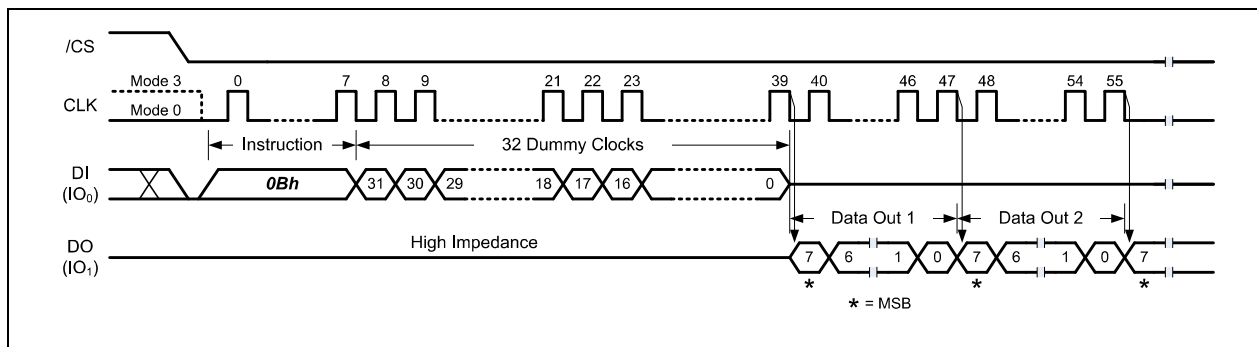 /CS
Mode 3 0 7 8 9 21 22 23 39 40 46 47 48 54 55
CLK Mode 0
Instruction 32 Dummy Clocks
DI
(IO₀)
0Bh 31 30 29 18 17 16 0
Data Out 1 Data Out 2
DO
(IO₁)
High Impedance 7 6 1 0 7 6 1 0 7
* * *
* = MSB